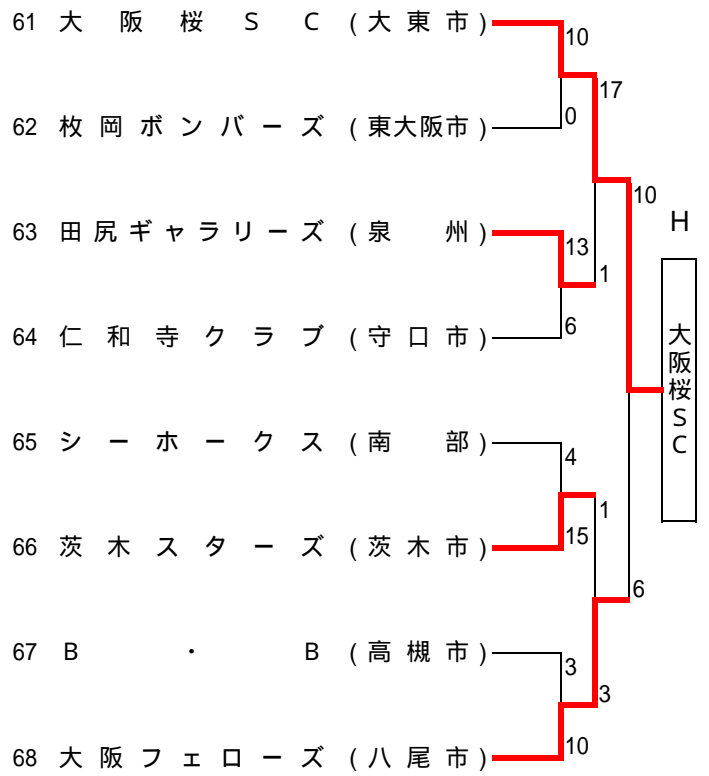 61 大阪桜SC (大東市) 10
17
62 枚岡ボンバーズ (東大阪市) 0
10
H
63 田尻ギャラリーズ (泉州) 13
1
64 仁和寺クラブ (守口市) 6
大阪桜SC
65 シーホークス (南部) 4
1
66 茨木スターズ (茨木市) 15
6
67 B・B (高槻市) 3
3
68 大阪フェローズ (八尾市) 10